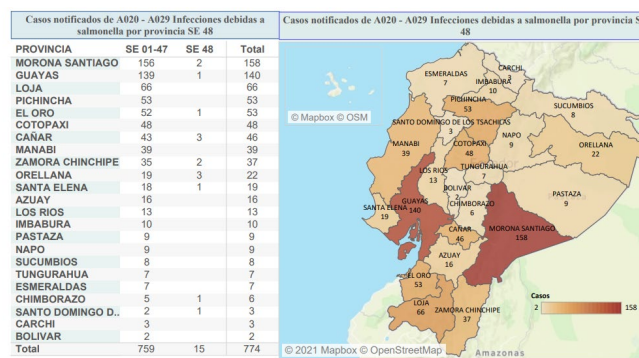 Casos notificados de A020 - A029 Infecciones debidas a
salmonella por provincia SE 48
PROVINCIA SE 01-47 SE 48 Total
MORONA SANTIAGO 156 2 158
GUAYAS 139 1 140
LOJA 66 66
PICHINCHA 53 53
EL ORO 52 1 53
COTOPAXI 48 48
CAÑAR 43 3 46
MANABI 39 39
ZAMORA CHINCHIPE 35 2 37
ORELLANA 19 3 22
SANTA ELENA 18 1 19
AZUAY 16 16
LOS RIOS 13 13
IMBABURA 10 10
PASTAZA 9 9
NAPO 9 9
SUCUMBIOS 8 8
TUNGURAHUA 7 7
ESMERALDAS 7 7
CHIMBORAZO 5 1 6
SANTO DOMINGO D.. 2 1 3
CARCHI 3 3
BOLIVAR 2 2
Total 759 15 774
Casos notificados de A020 - A029 Infecciones debidas a salmonella por provincia S
48
© Mapbox © OSM
CARCHI
3
ESMERALDAS
7
IMBABURA
10
PICHINCHA
53
SUCUMBIOS
8
SANTO DOMINGO DE LOS TSACHILAS
3
NAPO
9
ORELLANA
22
MANABI
39
COTOPAXI
48
LOS RIOS
13
TUNGURAHUA
7
BOLIVAR
2
PASTAZA
9
CHIMBORAZO
6
SANTA ELENA
19
GUAYAS
140
MORONA SANTIAGO
158
CAÑAR
46
AZUAY
16
EL ORO
53
LOJA
66
ZAMORA CHINCHIPE
37
Casos
2 158
© 2021 Mapbox © OpenStreetMap
Amazonas